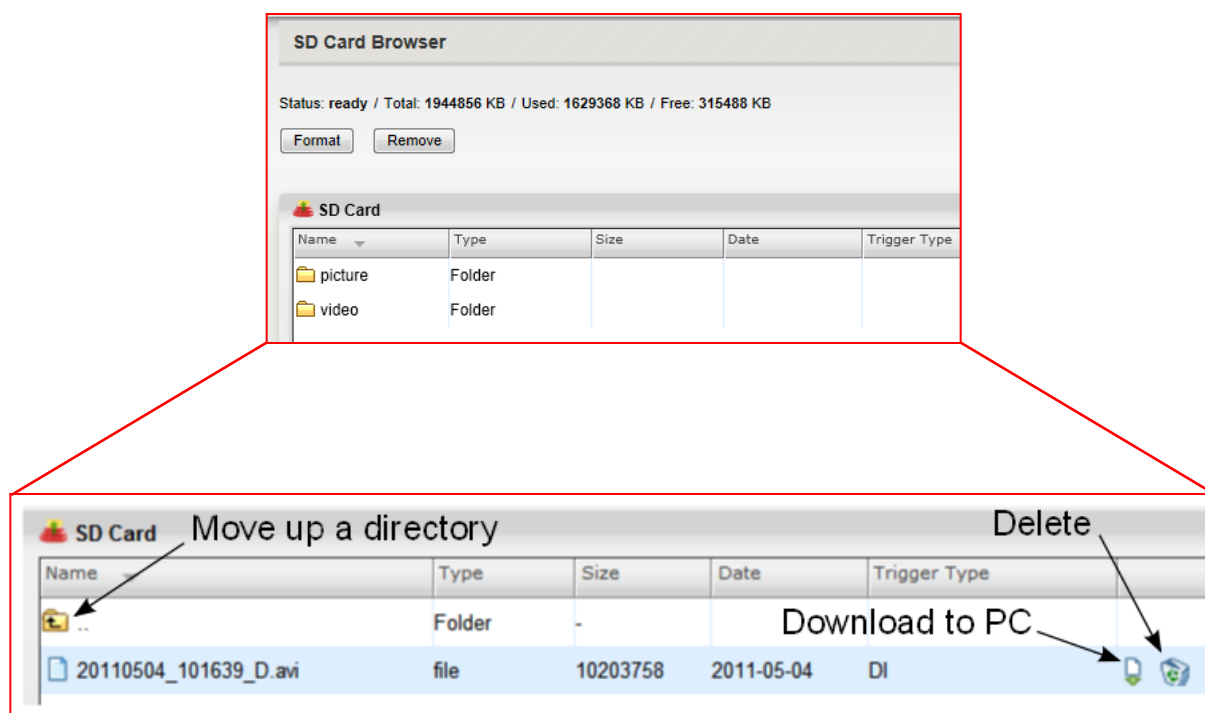 SD Card Browser
Status: ready / Total: 1944856 KB / Used: 1629368 KB / Free: 315488 KB
Format Remove
SD Card
Name Type Size Date Trigger Type
picture Folder
video Folder
SD Card Move up a directory Delete
Name Type Size Date Trigger Type
.. Folder - Download to PC
20110504_101639_D.avi file 10203758 2011-05-04 DI